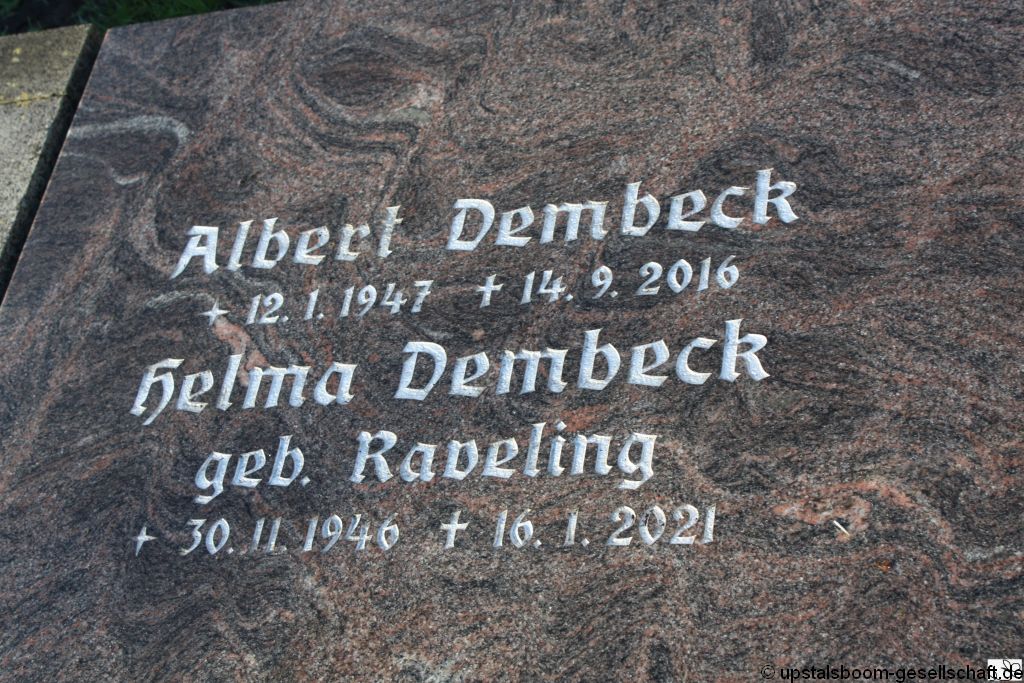 Albert Dembeck
+ 12. 1. 1947 † 14. 9. 2016
Helma Dembeck
geb. Raveling
+ 30. 11. 1946 † 16. 1. 2021
© upstalsboom-gesellschaft.de